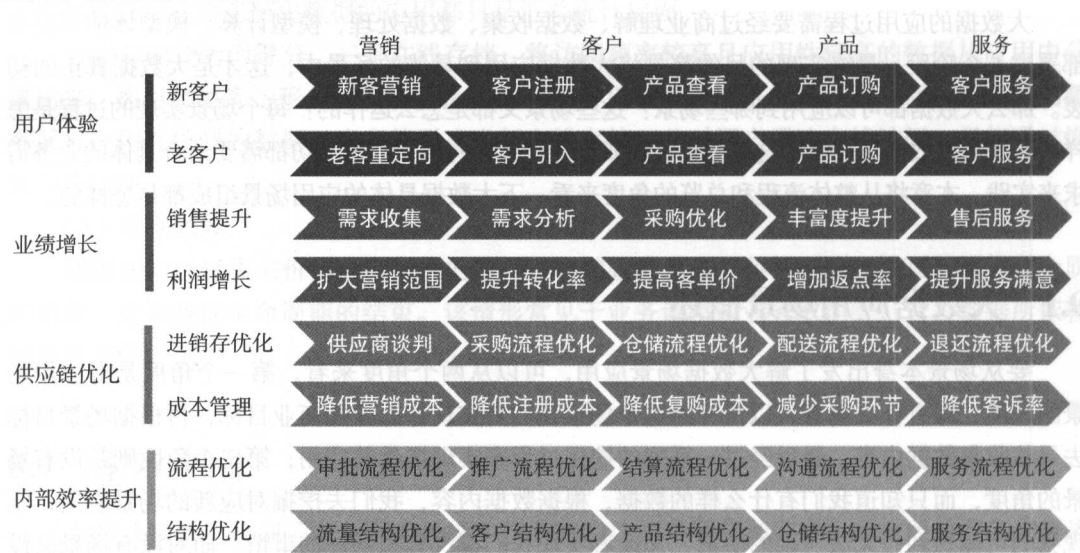 营销 客户 产品 服务
新客户 新客营销 客户注册 产品查看 产品订购 客户服务
用户体验
老客户 老客重定向 客户引入 产品查看 产品订购 客户服务
销售提升 需求收集 需求分析 采购优化 丰富度提升 售后服务
业绩增长
利润增长 扩大营销范围 提升转化率 提高客单价 增加返点率 提升服务满意
进销存优化 供应商谈判 采购流程优化 仓储流程优化 配送流程优化 退还流程优化
供应链优化
成本管理 降低营销成本 降低注册成本 降低复购成本 减少采购环节 降低客诉率
流程优化 审批流程优化 推广流程优化 结算流程优化 沟通流程优化 服务流程优化
内部效率提升
结构优化 流量结构优化 客户结构优化 产品结构优化 仓储结构优化 服务结构优化